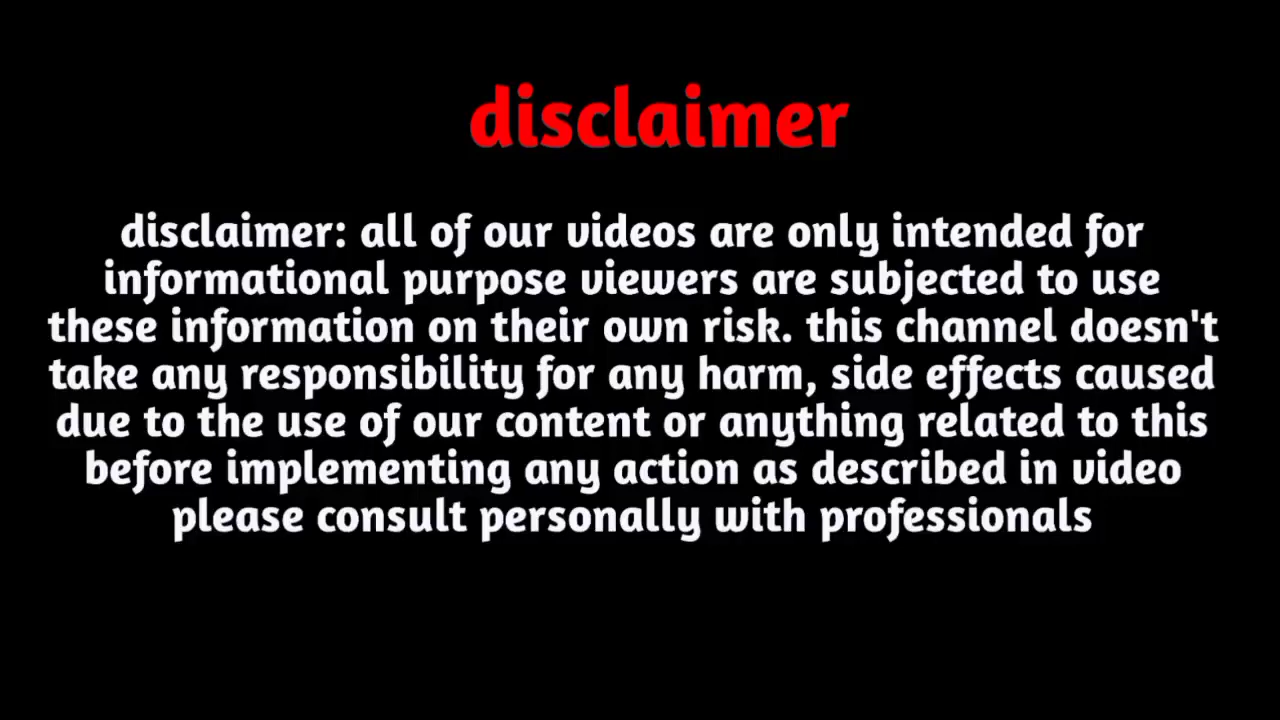 disclaimer
disclaimer: all of our videos are only intended for
informational purpose viewers are subjected to use
these information on their own risk. this channel doesn't
take any responsibility for any harm, side effects caused
due to the use of our content or anything related to this
before implementing any action as described in video
please consult personally with professionals